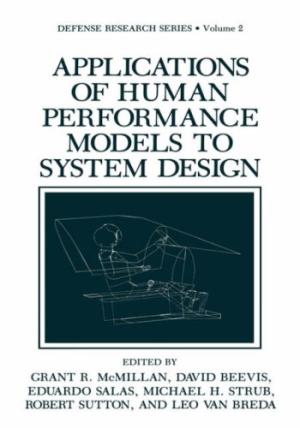 DEFENSE RESEARCH SERIES • Volume 2
APPLICATIONS
OF HUMAN
PERFORMANCE
MODELS TO
SYSTEM DESIGN
EDITED BY
GRANT R. McMILLAN, DAVID BEEVIS,
EDUARDO SALAS, MICHAEL H. STRUB,
ROBERT SUTTON, AND LEO VAN BREDA